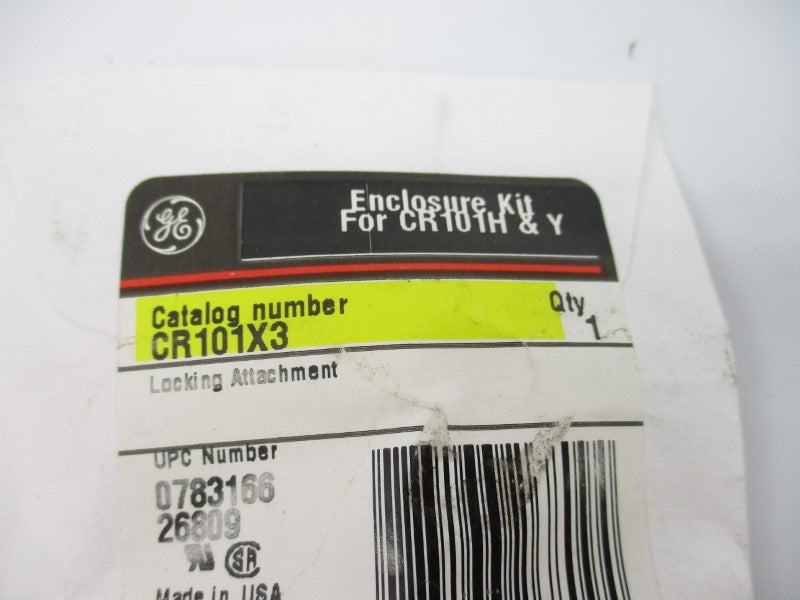 GE
Enclosure Kit
For CR101H & Y
Catalog number
Qty
CR101X3
1
Locking Attachment
UPC Number
0783166
26809
Made in USA